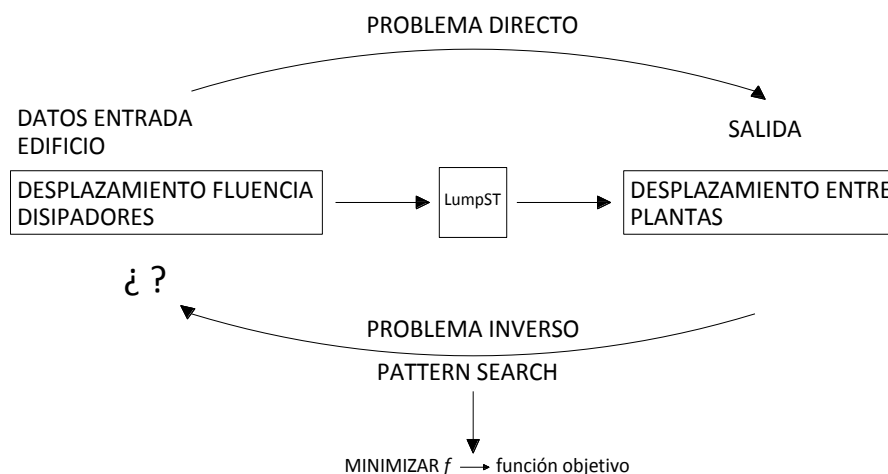 PROBLEMA DIRECTO
DATOS ENTRADA
EDIFICIO
SALIDA
DESPLAZAMIENTO FLUENCIA
DISIPADORES
LumpST
DESPLAZAMIENTO ENTRE
PLANTAS
¿ ?
PROBLEMA INVERSO
PATTERN SEARCH
MINIMIZAR f función objetivo